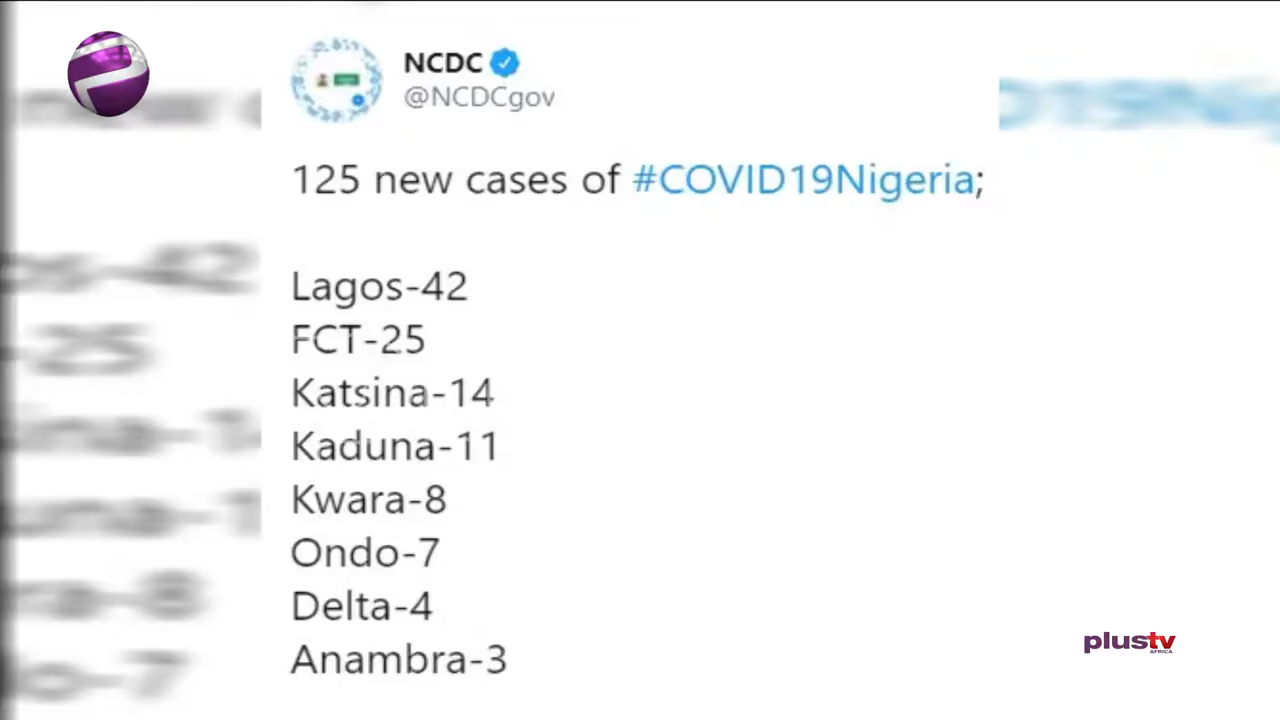 NCDC
@NCDCgov
125 new cases of #COVID19Nigeria;
Lagos-42
FCT-25
Katsina-14
Kaduna-11
Kwara-8
Ondo-7
Delta-4
Anambra-3
plustv
AFRICA